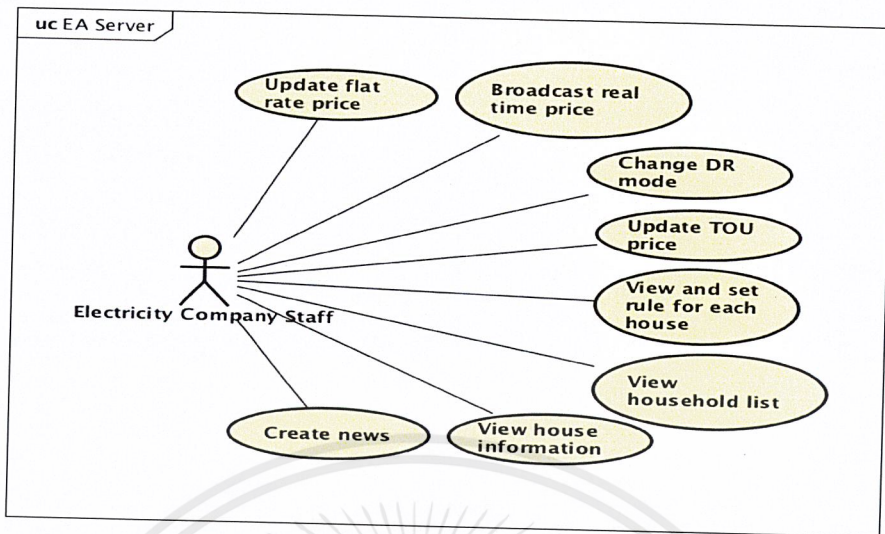 uc EA Server
Update flat
rate price
Broadcast real
time price
Change DR
mode
Update TOU
price
View and set
rule for each
house
Electricity Company Staff
View
household list
Create news
View house
information